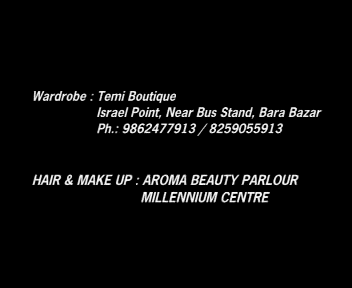 Wardrobe : Temi Boutique
Israel Point, Near Bus Stand, Bara Bazar
Ph.: 9862477913 / 8259055913
HAIR & MAKE UP : AROMA BEAUTY PARLOUR
MILLENNIUM CENTRE